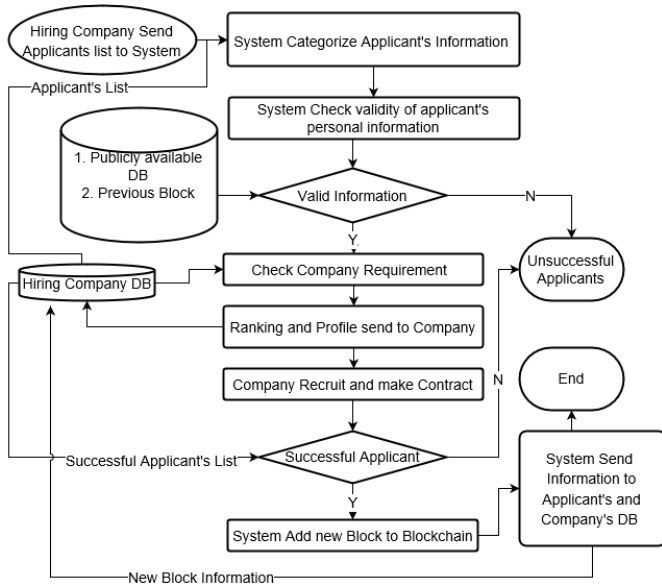 Hiring Company Send
Applicants list to System
System Categorize Applicant's Information
Applicant's List
System Check validity of applicant's
personal information
1. Publicly available
DB
2. Previous Block
Valid Information
N
Y
Unsuccessful
Applicants
Hiring Company DB
Check Company Requirement
Ranking and Profile send to Company
Company Recruit and make Contract
N
End
Successful Applicant's List
Successful Applicant
System Send
Information to
Applicant's and
Company's DB
Y
System Add new Block to Blockchain
New Block Information